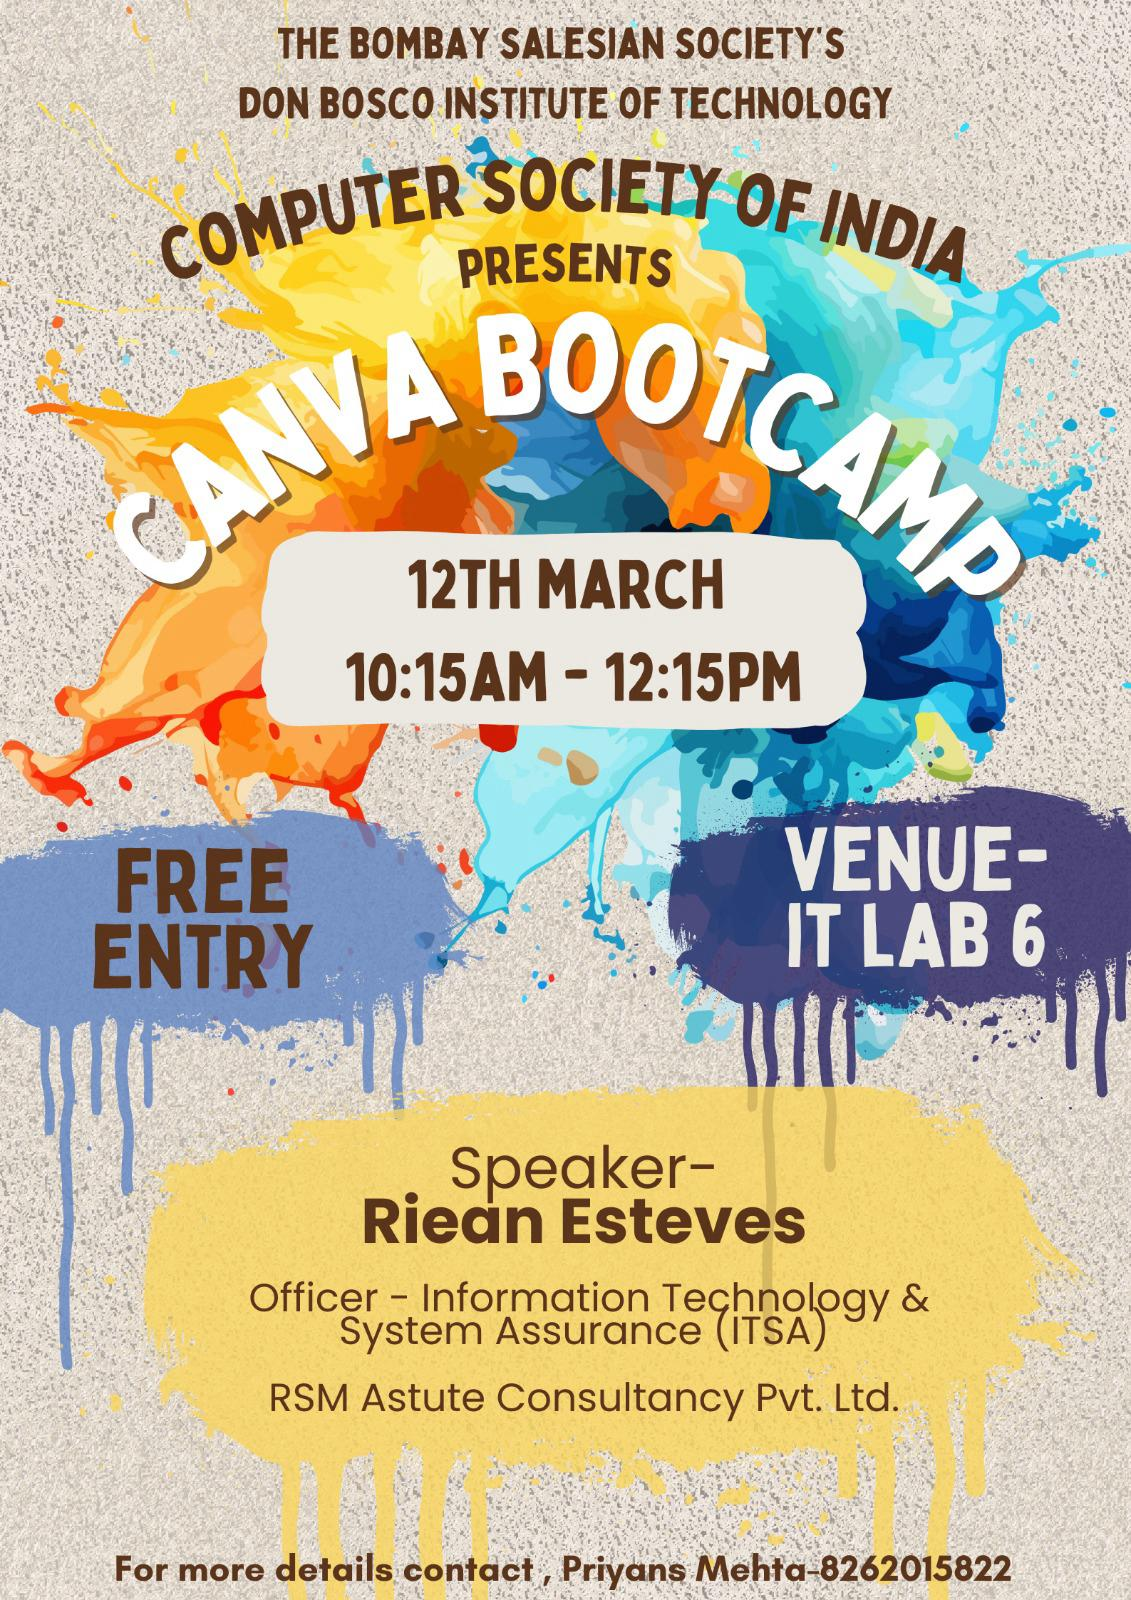 THE BOMBAY SALESIAN SOCIETY'S
DON BOSCO INSTITUTE OF TECHNOLOGY
COMPUTER SOCIETY OF INDIA
PRESENTS
CANVA BOOTCAMP
12TH MARCH
10:15AM - 12:15PM
FREE
ENTRY
VENUE-
IT LAB 6
Speaker-
Riean Esteves
Officer - Information Technology &
System Assurance (ITSA)
RSM Astute Consultancy Pvt. Ltd.
For more details contact , Priyans Mehta-8262015822